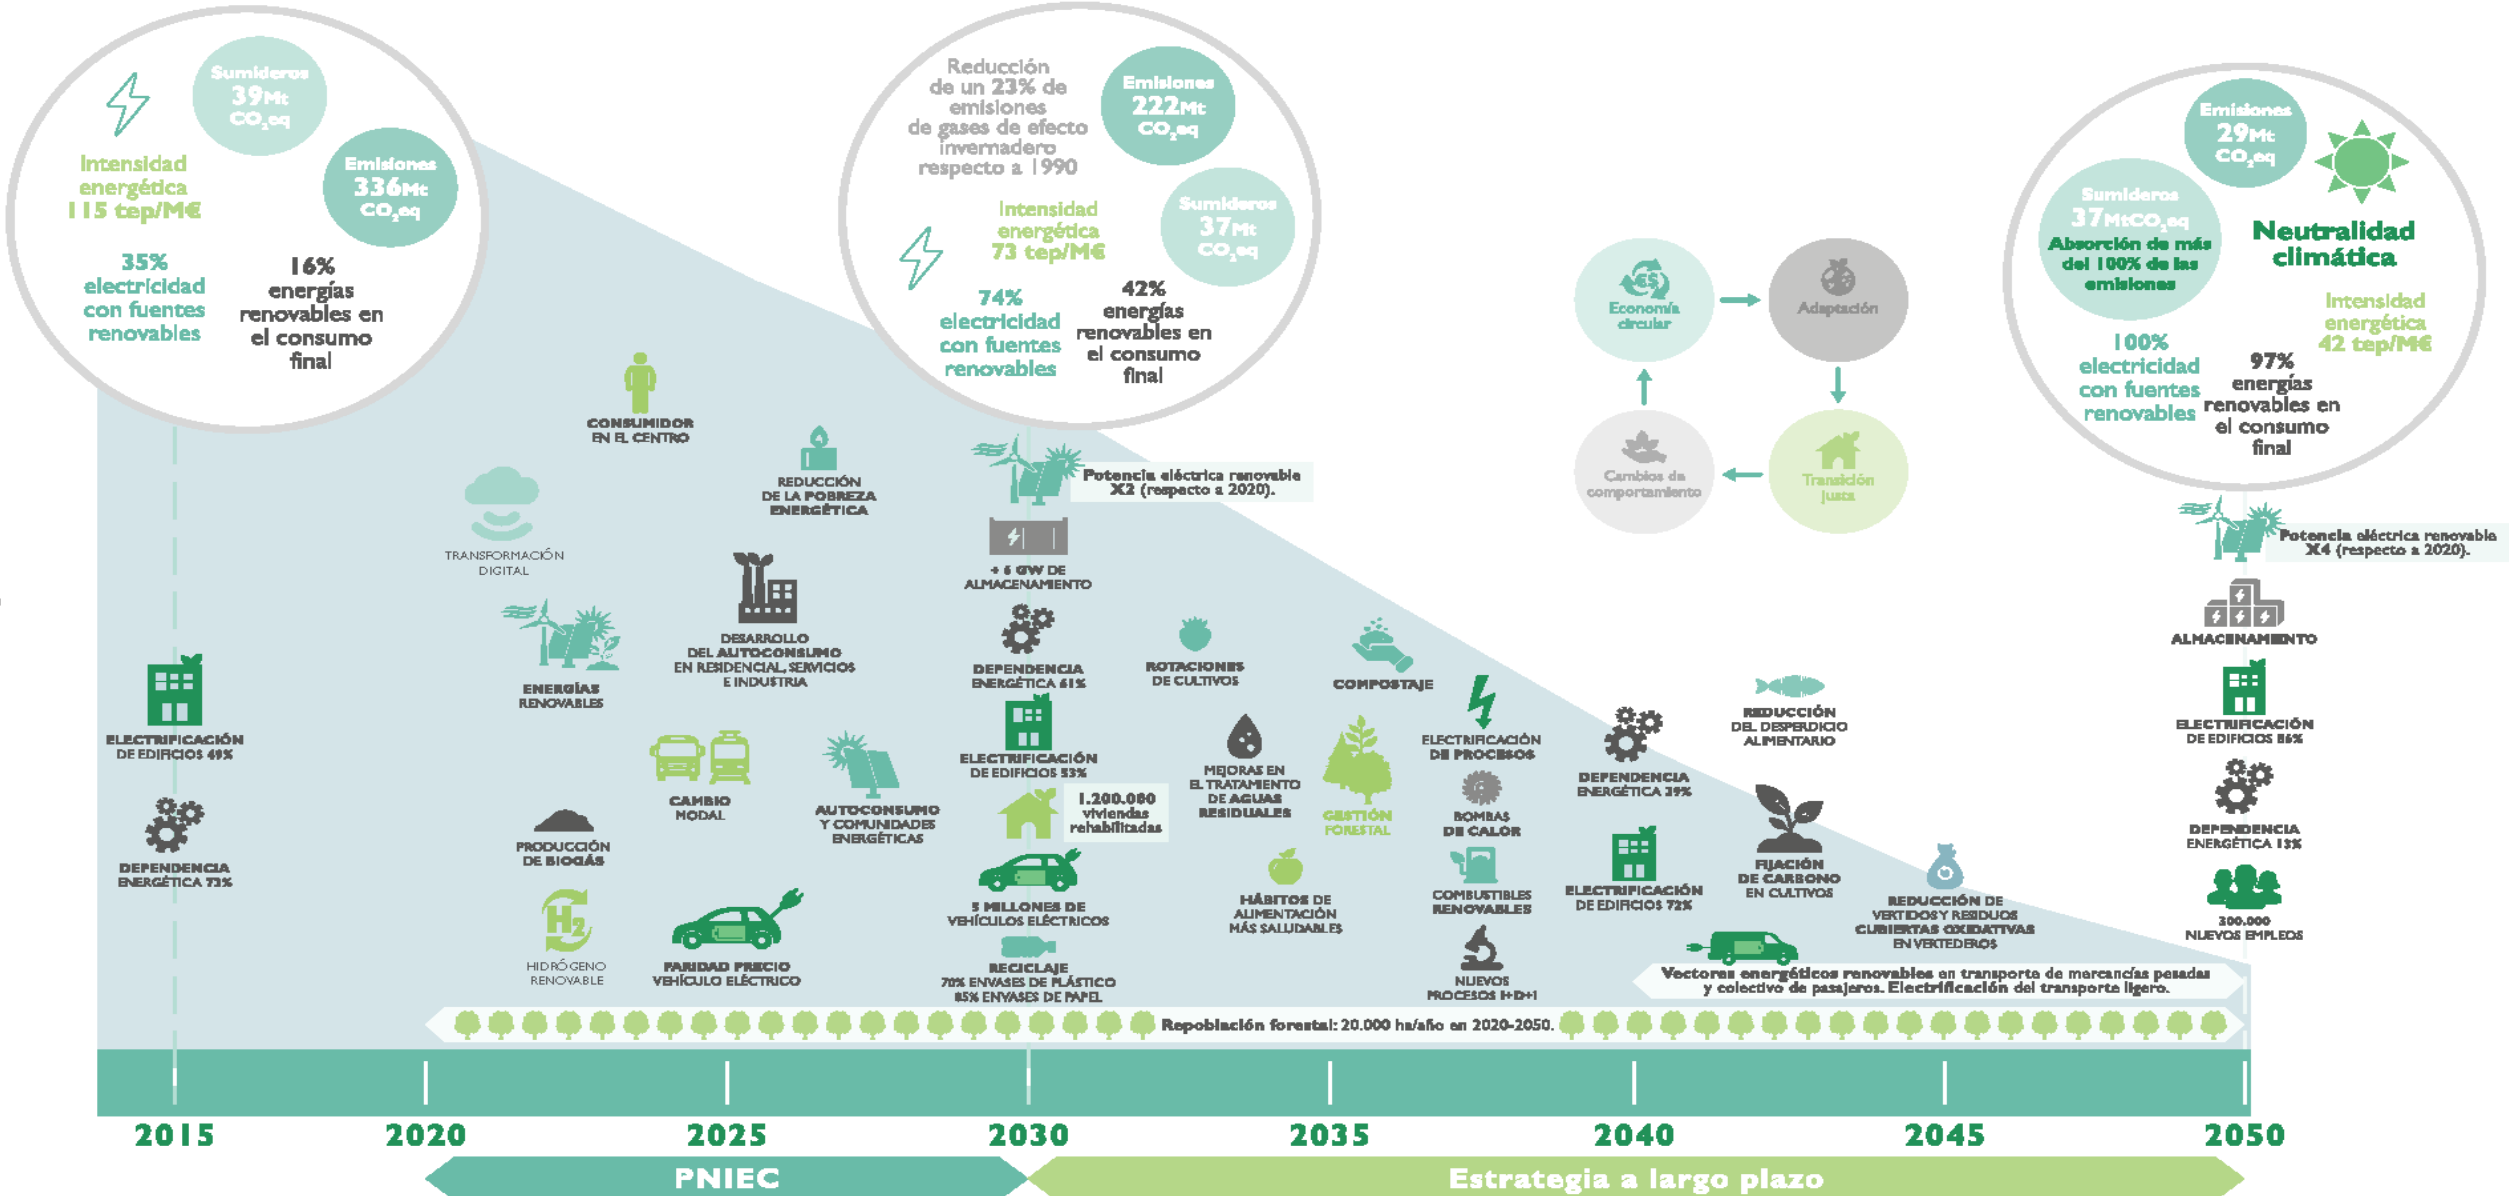 Sumideros
39Mt
CO₂eq
Intensidad
energética
115 tep/M€
Emisiones
336Mt
CO₂eq
35%
electricidad
con fuentes
renovables
16%
energías
renovables en
el consumo
final
Reducción
de un 23% de
emisiones
de gases de efecto
invernadero
respecto a 1990
Emisiones
222Mt
CO₂eq
Intensidad
energética
73 tep/M€
Sumideros
37Mt
CO₂eq
74%
electricidad
con fuentes
renovables
42%
energías
renovables en
el consumo
final
Economía
circular
Adaptación
Cambios de
comportamiento
Transición
justa
Emisiones
29Mt
CO₂eq
Sumideros
37MtCO₂eq
Absorción de más
del 100% de las
emisiones
Neutralidad
climática
Intensidad
energética
42 tep/M€
100%
electricidad
con fuentes
renovables
97%
energías
renovables en
el consumo
final
ELECTRIFICACIÓN
DE EDIFICIOS 49%
DEPENDENCIA
ENERGÉTICA 73%
CONSUMIDOR
EN EL CENTRO
REDUCCIÓN
DE LA POBREZA
ENERGÉTICA
TRANSFORMACIÓN
DIGITAL
DESARROLLO
DEL AUTOCONSUMO
EN RESIDENCIAL, SERVICIOS
E INDUSTRIA
ENERGÍAS
RENOVABLES
CAMBIO
MODAL
AUTOCONSUMO
Y COMUNIDADES
ENERGÉTICAS
PRODUCCIÓN
DE BIOGÁS
HIDRÓGENO
RENOVABLE
PARIDAD PRECIO
VEHÍCULO ELÉCTRICO
Potencia eléctrica renovable
X2 (respecto a 2020).
+ 6 GW DE
ALMACENAMIENTO
DEPENDENCIA
ENERGÉTICA 61%
ELECTRIFICACIÓN
DE EDIFICIOS 53%
1.200.000
viviendas
rehabilitadas
5 MILLONES DE
VEHÍCULOS ELÉCTRICOS
RECICLAJE
70% ENVASES DE PLÁSTICO
85% ENVASES DE PAPEL
ROTACIONES
DE CULTIVOS
COMPOSTAJE
MEJORAS EN
EL TRATAMIENTO
DE AGUAS
RESIDUALES
GESTIÓN
FORESTAL
HÁBITOS DE
ALIMENTACIÓN
MÁS SALUDABLES
ELECTRIFICACIÓN
DE PROCESOS
BOMBAS
DE CALOR
COMBUSTIBLES
RENOVABLES
NUEVOS
PROCESOS I+D+I
DEPENDENCIA
ENERGÉTICA 39%
ELECTRIFICACIÓN
DE EDIFICIOS 72%
REDUCCIÓN
DEL DESPERDICIO
ALIMENTARIO
FIJACIÓN
DE CARBONO
EN CULTIVOS
REDUCCIÓN DE
VERTIDOS Y RESIDUOS
CUBIERTAS OXIDATIVAS
EN VERTEDEROS
Vectores energéticos renovables en transporte de mercancías pesadas
y colectivo de pasajeros. Electrificación del transporte ligero.
Potencia eléctrica renovable
X4 (respecto a 2020).
ALMACENAMIENTO
ELECTRIFICACIÓN
DE EDIFICIOS 86%
DEPENDENCIA
ENERGÉTICA 13%
300.000
NUEVOS EMPLEOS
H₂
Repoblación forestal: 20.000 ha/año en 2020-2050.
2015
2020
2025
2030
2035
2040
2045
2050
PNIEC
Estrategia a largo plazo